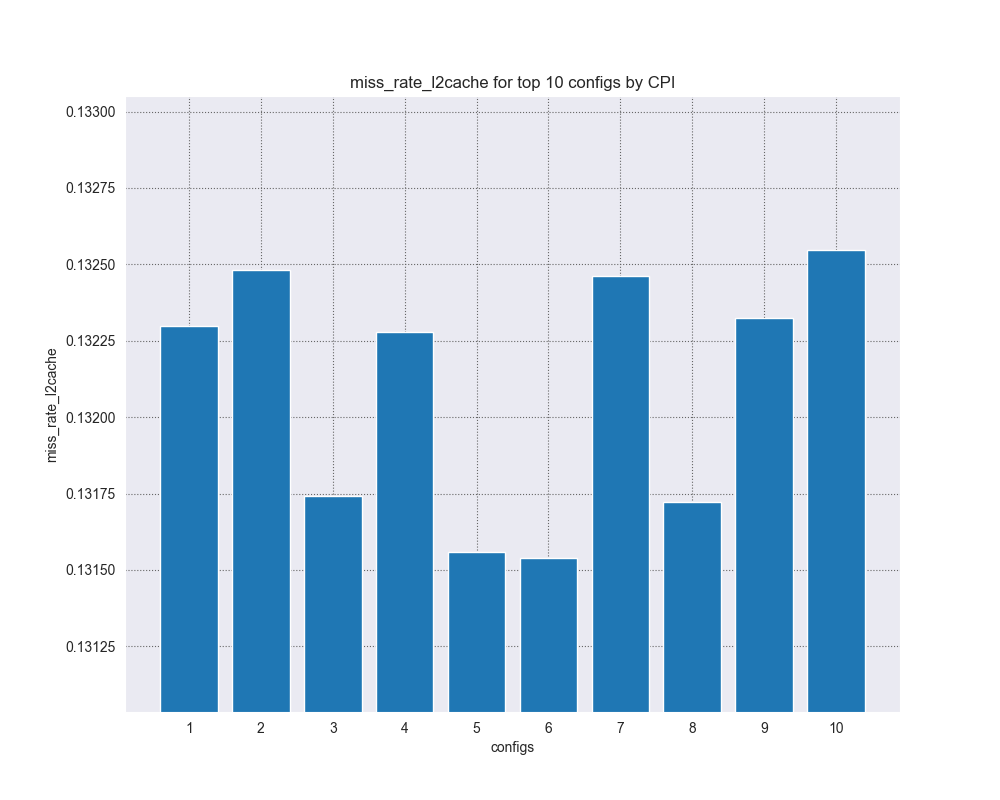 miss_rate_l2cache for top 10 configs by CPI
0.13300
0.13275
0.13250
0.13225
0.13200
0.13175
0.13150
0.13125
miss_rate_l2cache
1 2 3 4 5 6 7 8 9 10
configs